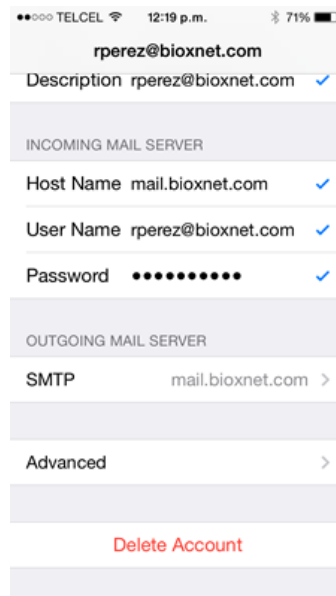 TELCEL 12:19 p.m. 71%
rperez@bioxnet.com
Description rperez@bioxnet.com
INCOMING MAIL SERVER
Host Name mail.bioxnet.com
User Name rperez@bioxnet.com
Password ●●●●●●●●●●
OUTGOING MAIL SERVER
SMTP mail.bioxnet.com >
Advanced >
Delete Account